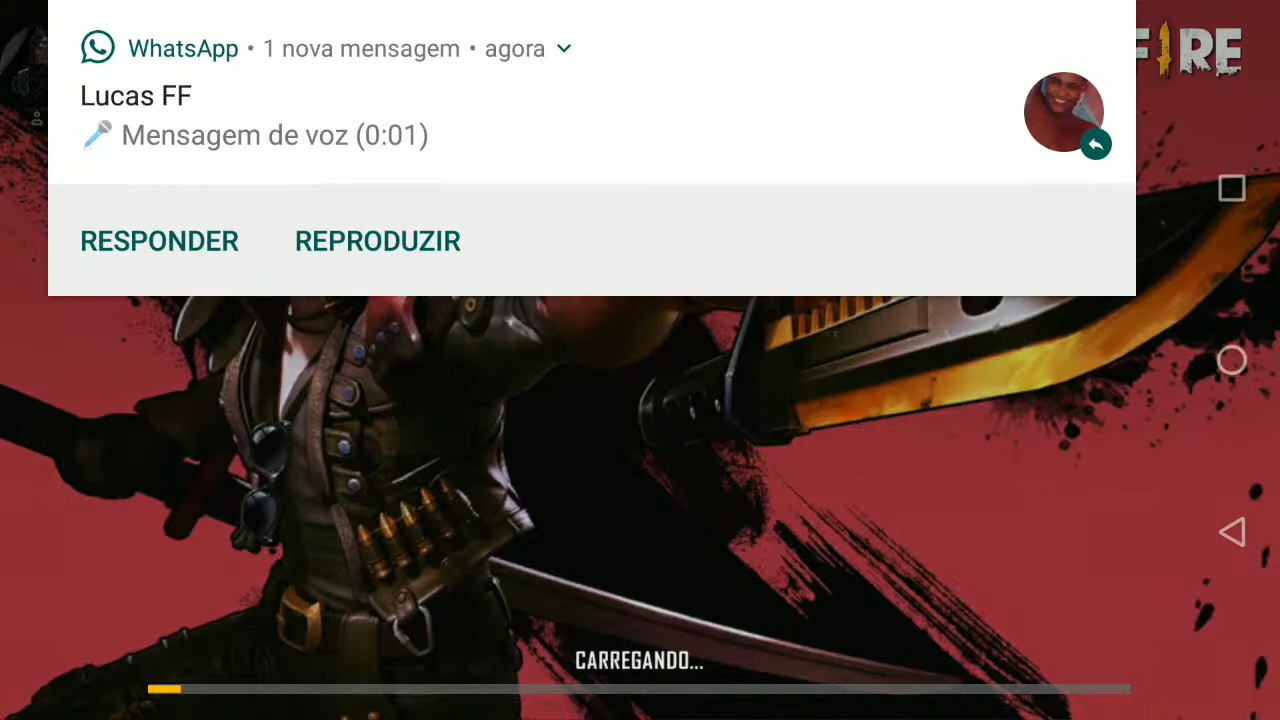 WhatsApp • 1 nova mensagem • agora
FIRE
Lucas FF
🎤 Mensagem de voz (0:01)
RESPONDER REPRODUZIR
CARREGANDO...